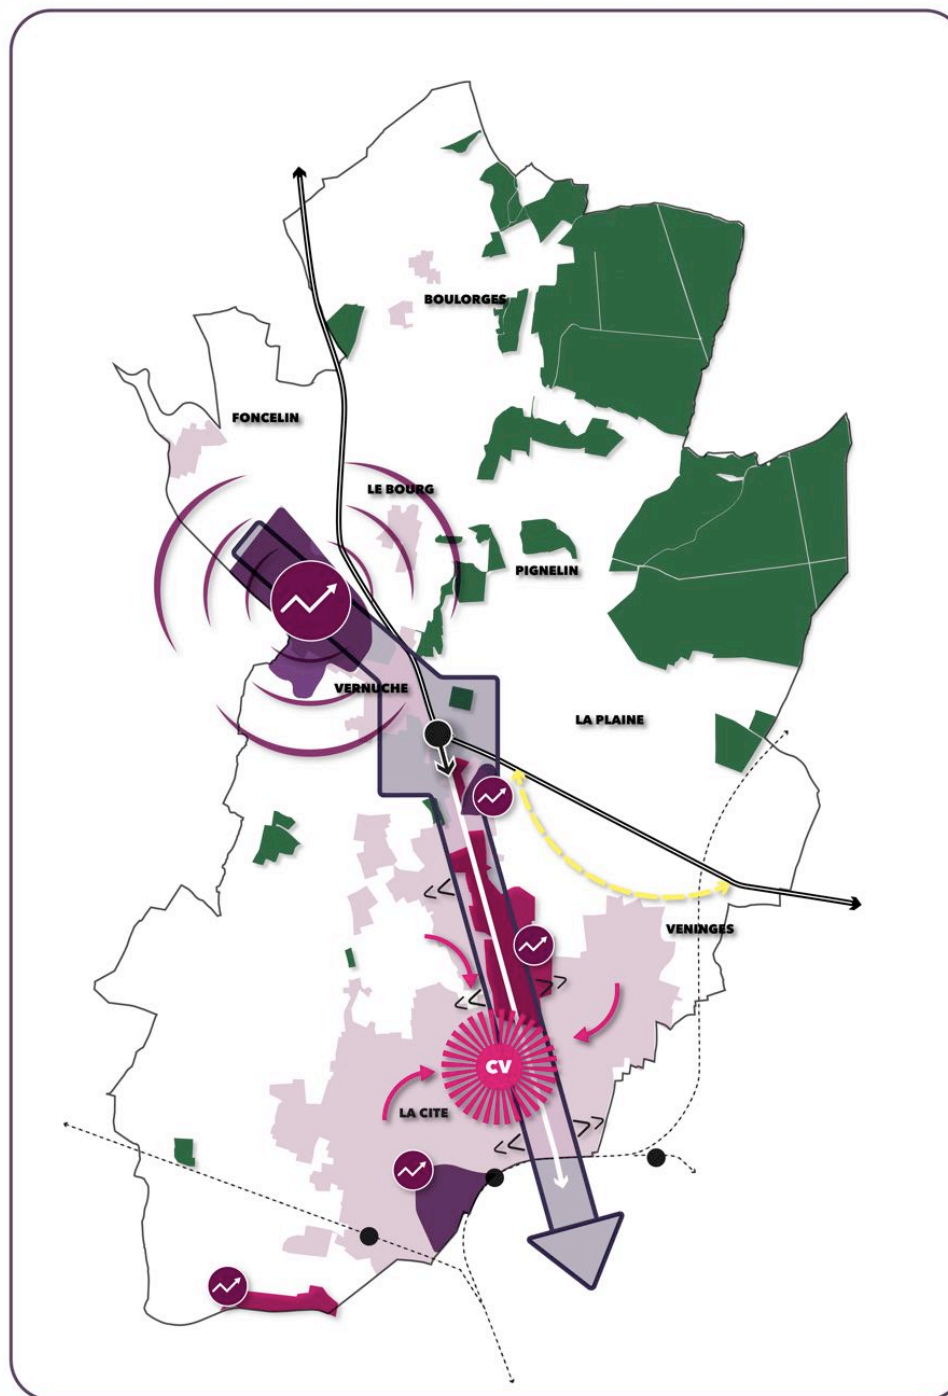 BOULORGES
FONCELIN
LE BOURG
PIGNELIN
VERNUCHE
LA PLAINE
VENINGES
CV
LA CITE